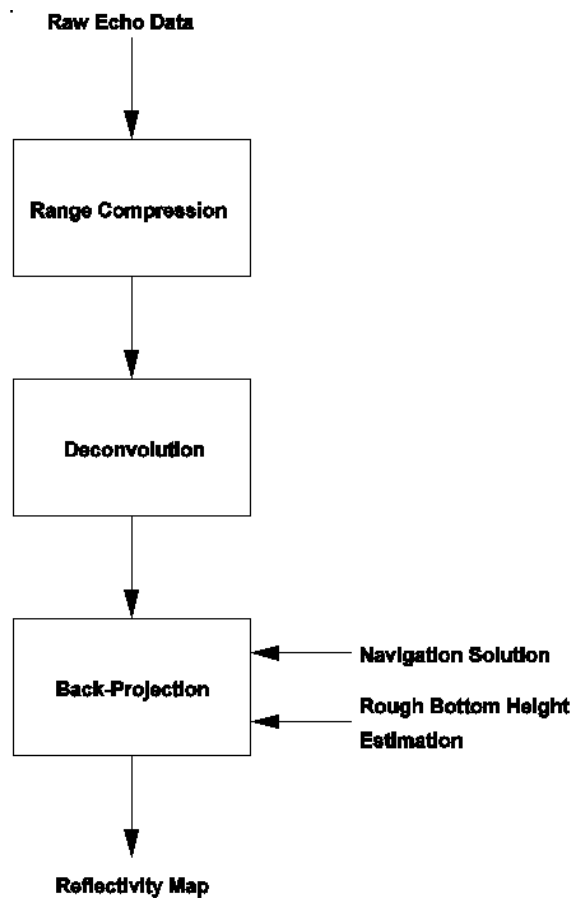 Raw Echo Data
Range Compression
Deconvolution
Back-Projection
Navigation Solution
Rough Bottom Height
Estimation
Reflectivity Map